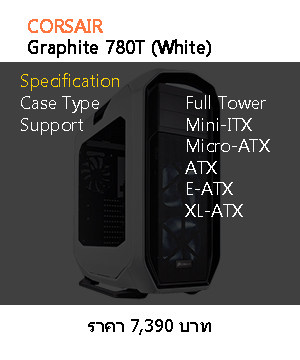 CORSAIR
Graphite 780T (White)
Specification
Case Type Full Tower
Support Mini-ITX
Micro-ATX
ATX
E-ATX
XL-ATX
ราคา 7,390 บาท